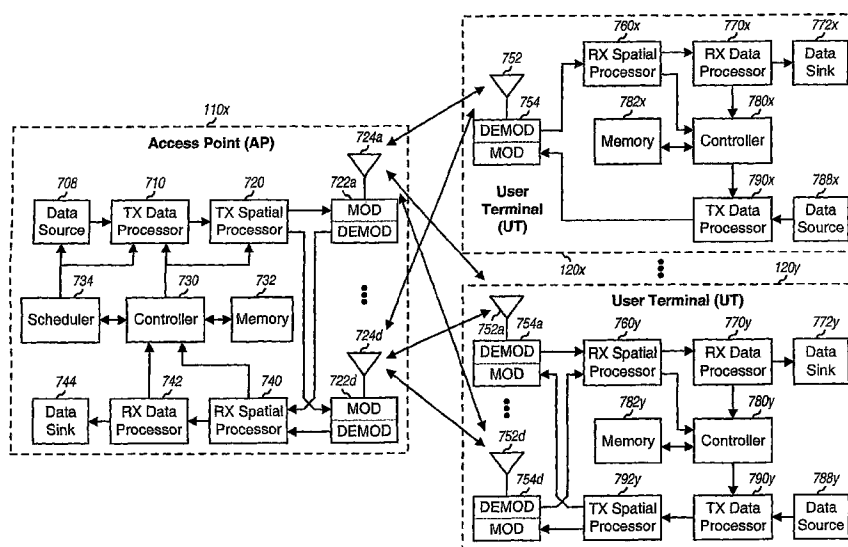 110x
Access Point (AP)
724a
708
710
720
722a
Data
Source
TX Data
Processor
TX Spatial
Processor
MOD
DEMOD
734
730
732
Scheduler
Controller
Memory
724d
744
742
740
722d
Data
Sink
RX Data
Processor
RX Spatial
Processor
MOD
DEMOD
752
754
DEMOD
MOD
User
Terminal
(UT)
760x
770x
772x
RX Spatial
Processor
RX Data
Processor
Data
Sink
782x
780x
Memory
Controller
790x
788x
TX Data
Processor
Data
Source
120x
120y
User Terminal (UT)
752a
754a
760y
770y
772y
DEMOD
MOD
RX Spatial
Processor
RX Data
Processor
Data
Sink
782y
780y
Memory
Controller
752d
754d
792y
790y
788y
DEMOD
MOD
TX Spatial
Processor
TX Data
Processor
Data
Source